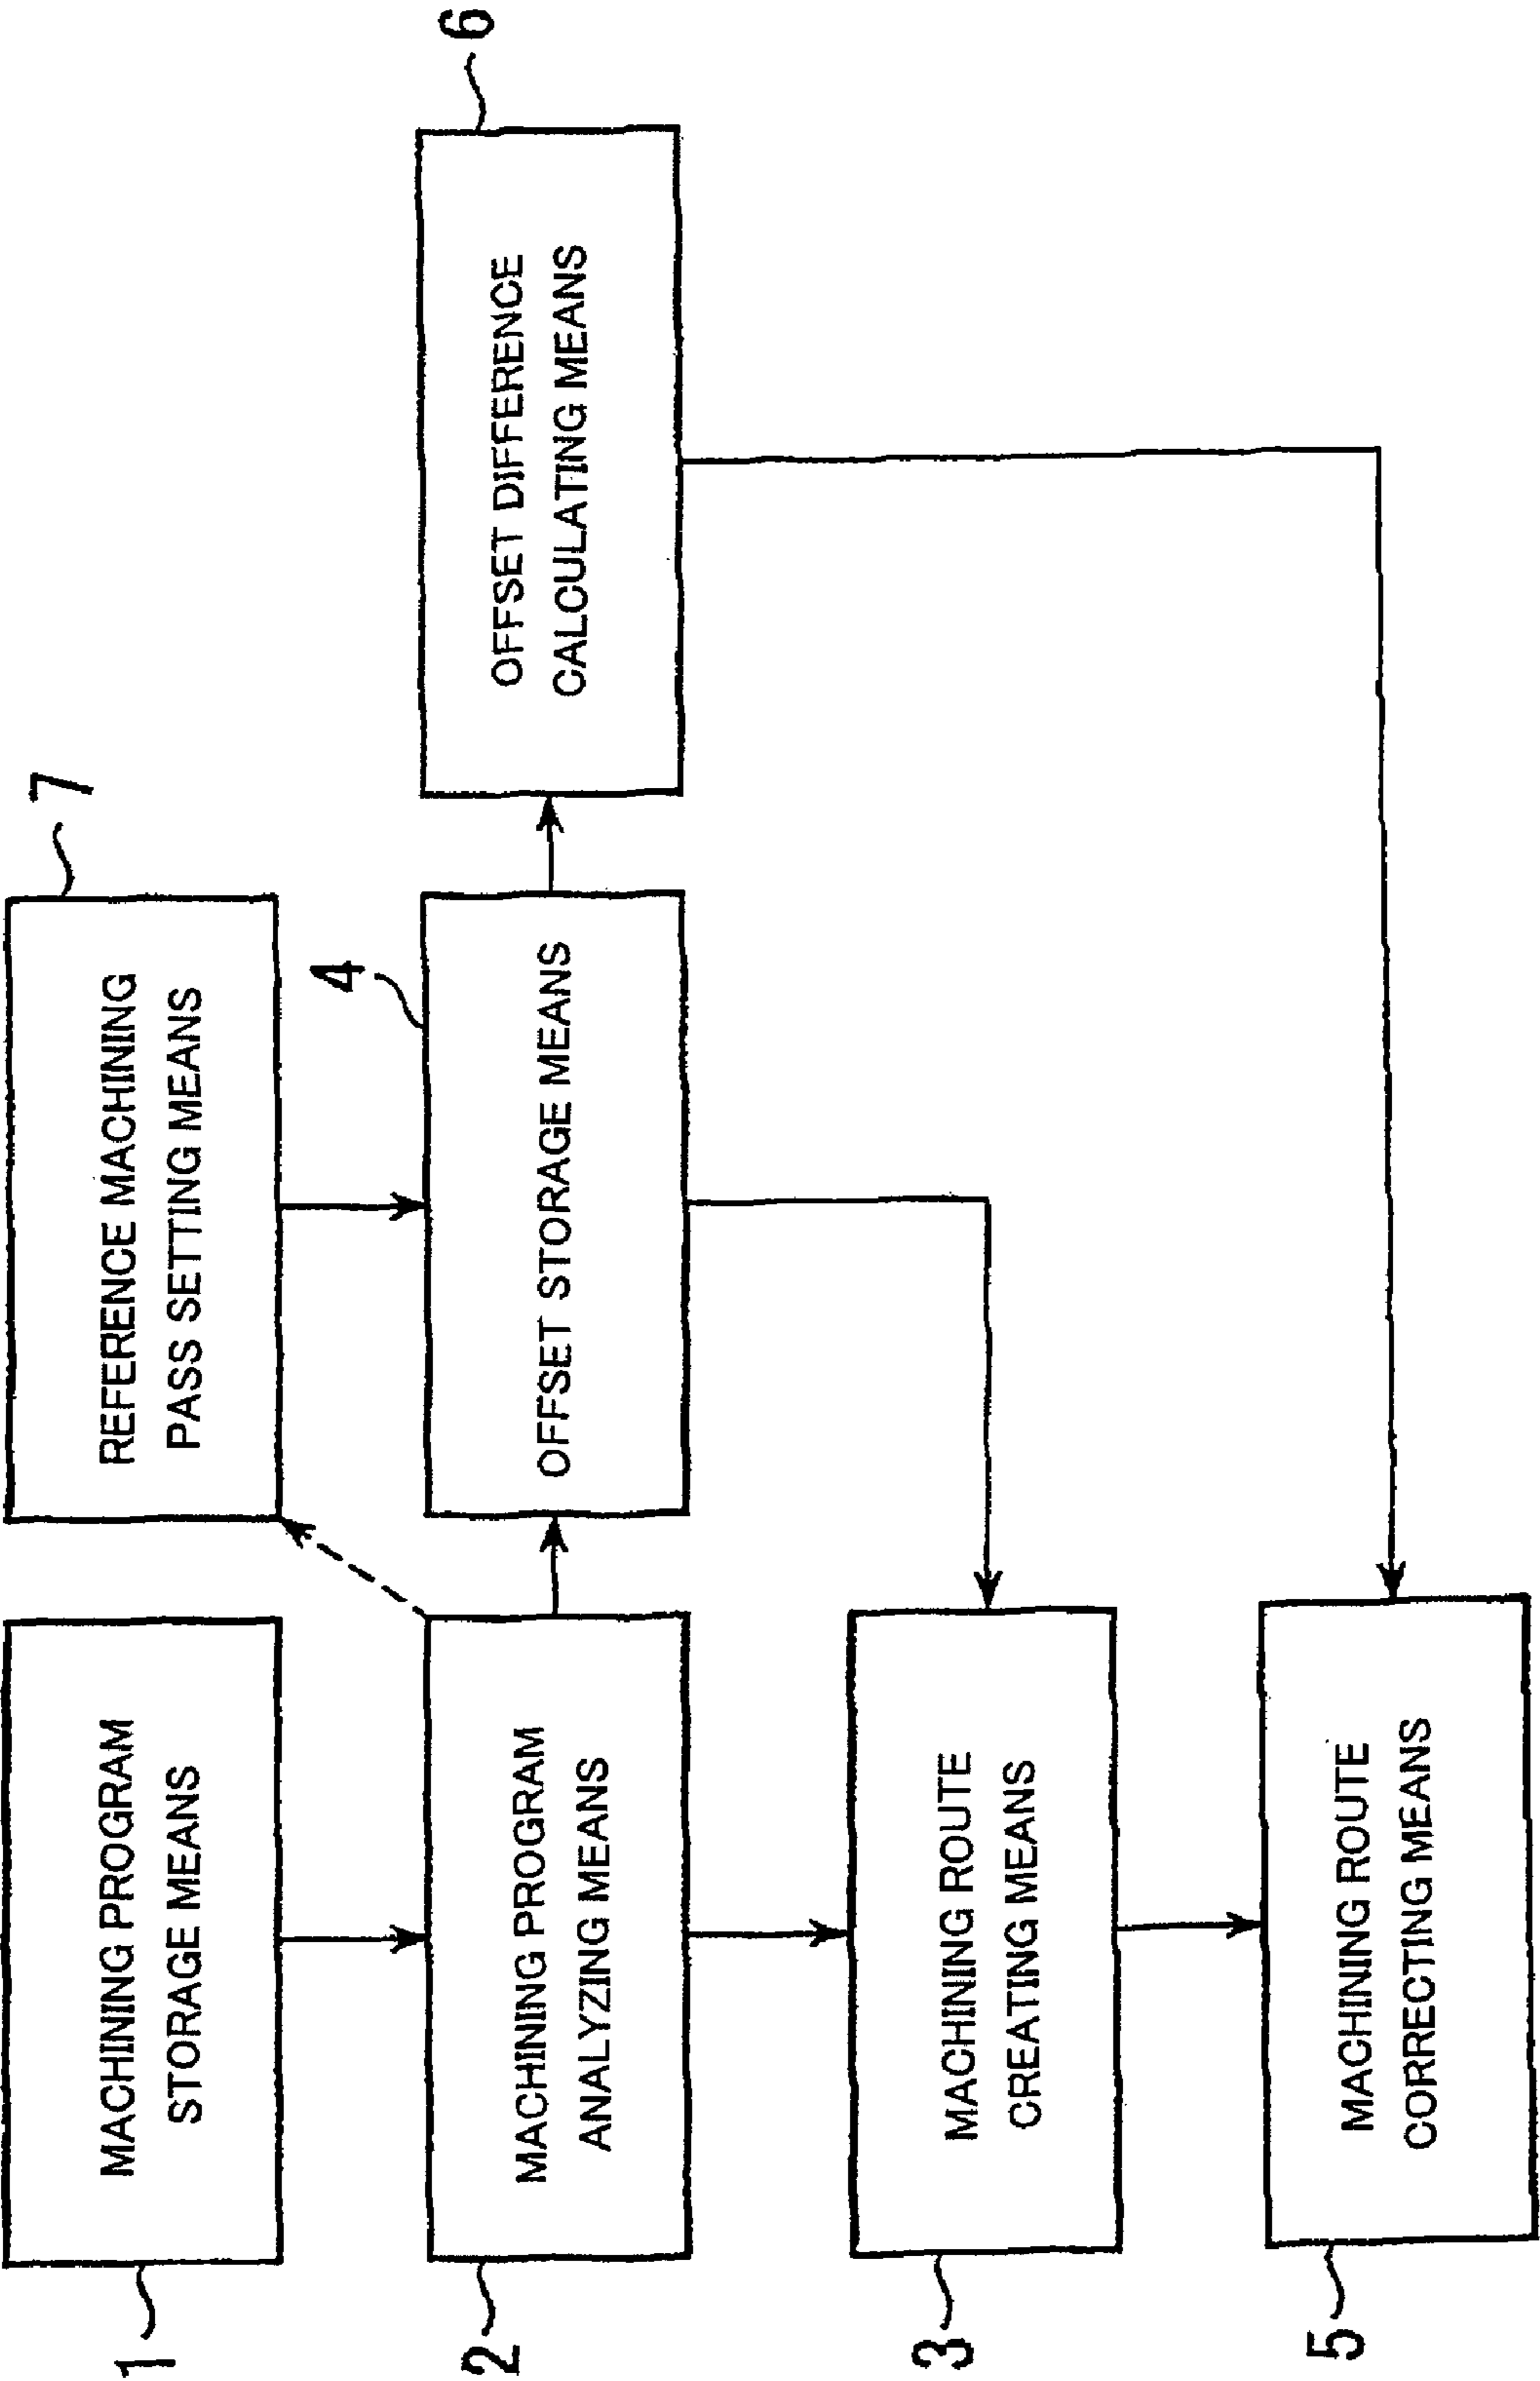 1
MACHINING PROGRAM
STORAGE MEANS
REFERENCE MACHINING
PASS SETTING MEANS
7
2
MACHINING PROGRAM
ANALYZING MEANS
4
OFFSET STORAGE MEANS
OFFSET DIFFERENCE
CALCULATING MEANS
6
3
MACHINING ROUTE
CREATING MEANS
5
MACHINING ROUTE
CORRECTING MEANS